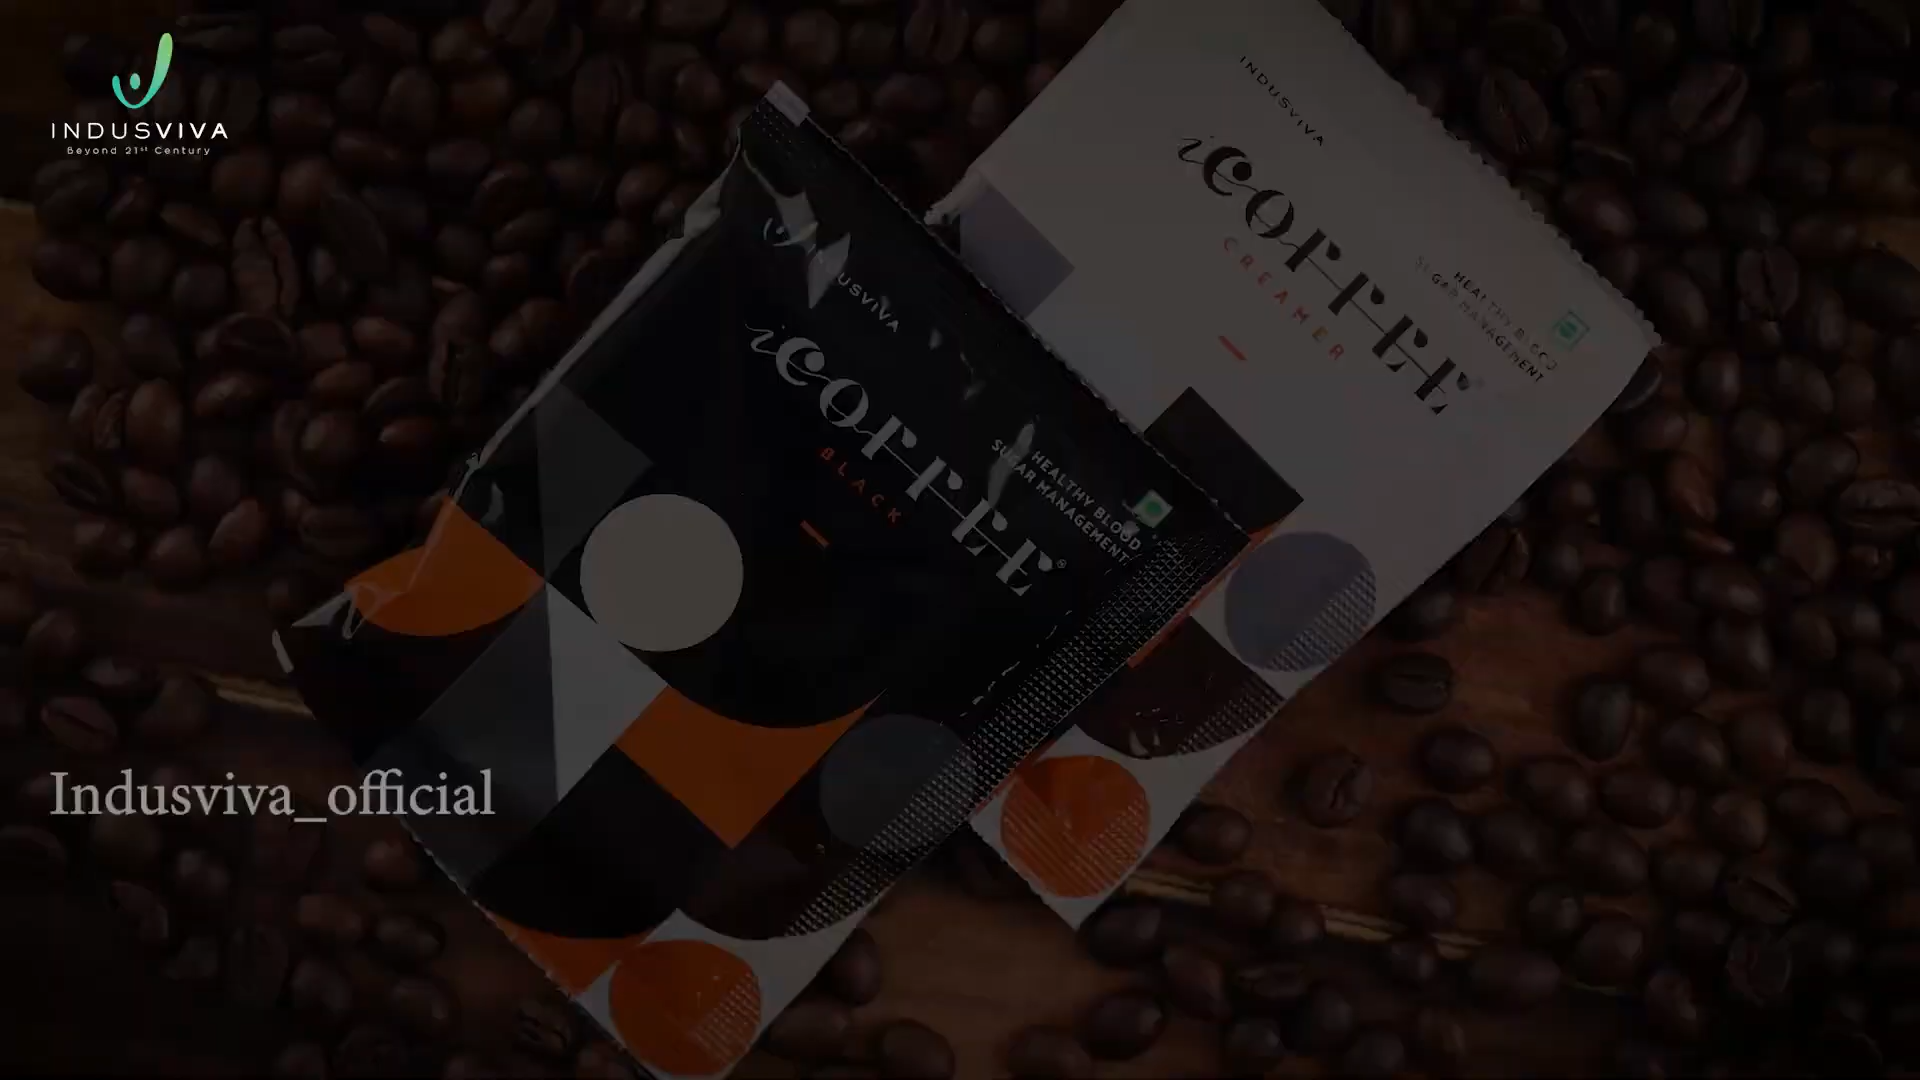 INDUSVIVA
Beyond 21st Century
INDUSVIVA
iCOFFEE
CREAMER
HEALTHY BLOOD
SUGAR MANAGEMENT
INDUSVIVA
iCOFFEE®
BLACK
HEALTHY BLOOD
SUGAR MANAGEMENT
Indusviva_official